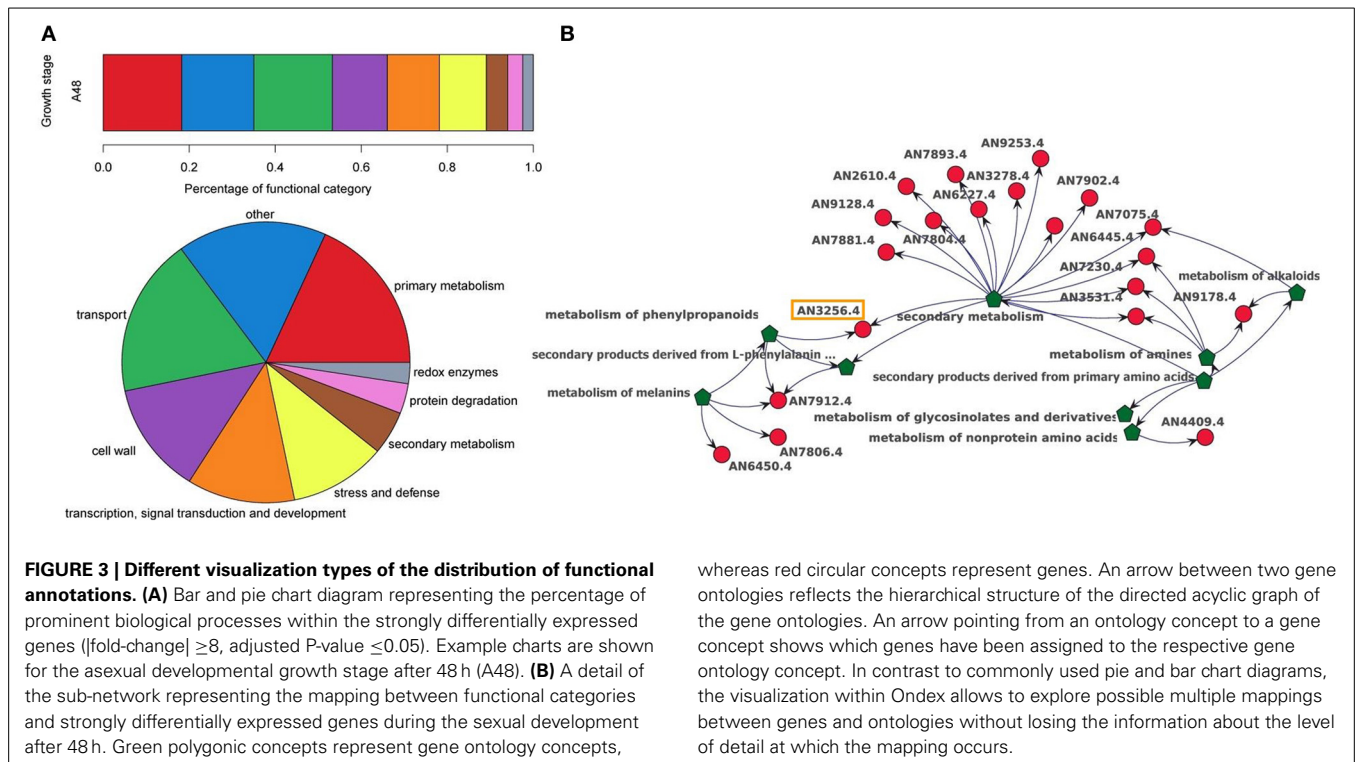 A
Growth stage
A48
0.0 0.2 0.4 0.6 0.8 1.0
Percentage of functional category
other
primary metabolism
transport
redox enzymes
protein degradation
secondary metabolism
cell wall
stress and defense
transcription, signal transduction and development
B
AN9253.4
AN7893.4
AN3278.4
AN2610.4
AN7902.4
AN6227.4
AN9128.4
AN7075.4
AN7881.4
AN7804.4
AN6445.4
AN7230.4
metabolism of alkaloids
AN3531.4
AN9178.4
AN3256.4
metabolism of phenylpropanoids
secondary metabolism
secondary products derived from L-phenylalanin ...
metabolism of amines
secondary products derived from primary amino acids
metabolism of melanins
AN7912.4
metabolism of glycosinolates and derivatives
AN4409.4
metabolism of nonprotein amino acids
AN7806.4
AN6450.4
FIGURE 3 | Different visualization types of the distribution of functional
annotations. (A) Bar and pie chart diagram representing the percentage of
prominent biological processes within the strongly differentially expressed
genes (|fold-change| ≥8, adjusted P-value ≤0.05). Example charts are shown
for the asexual developmental growth stage after 48 h (A48). (B) A detail of
the sub-network representing the mapping between functional categories
and strongly differentially expressed genes during the sexual development
after 48 h. Green polygonic concepts represent gene ontology concepts,
whereas red circular concepts represent genes. An arrow between two gene
ontologies reflects the hierarchical structure of the directed acyclic graph of
the gene ontologies. An arrow pointing from an ontology concept to a gene
concept shows which genes have been assigned to the respective gene
ontology concept. In contrast to commonly used pie and bar chart diagrams,
the visualization within Ondex allows to explore possible multiple mappings
between genes and ontologies without losing the information about the level
of detail at which the mapping occurs.